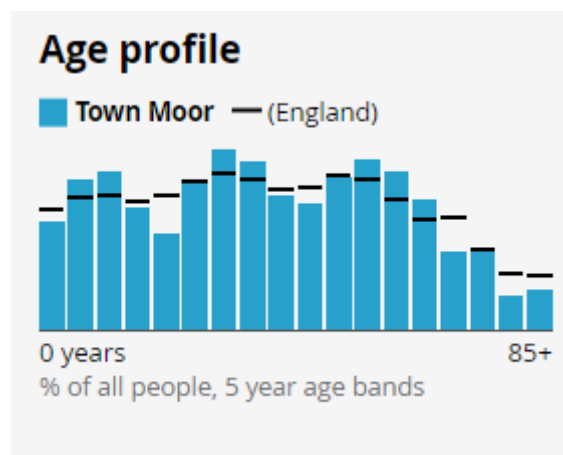 Age profile
Town Moor (England)
0 years 85+
% of all people, 5 year age bands